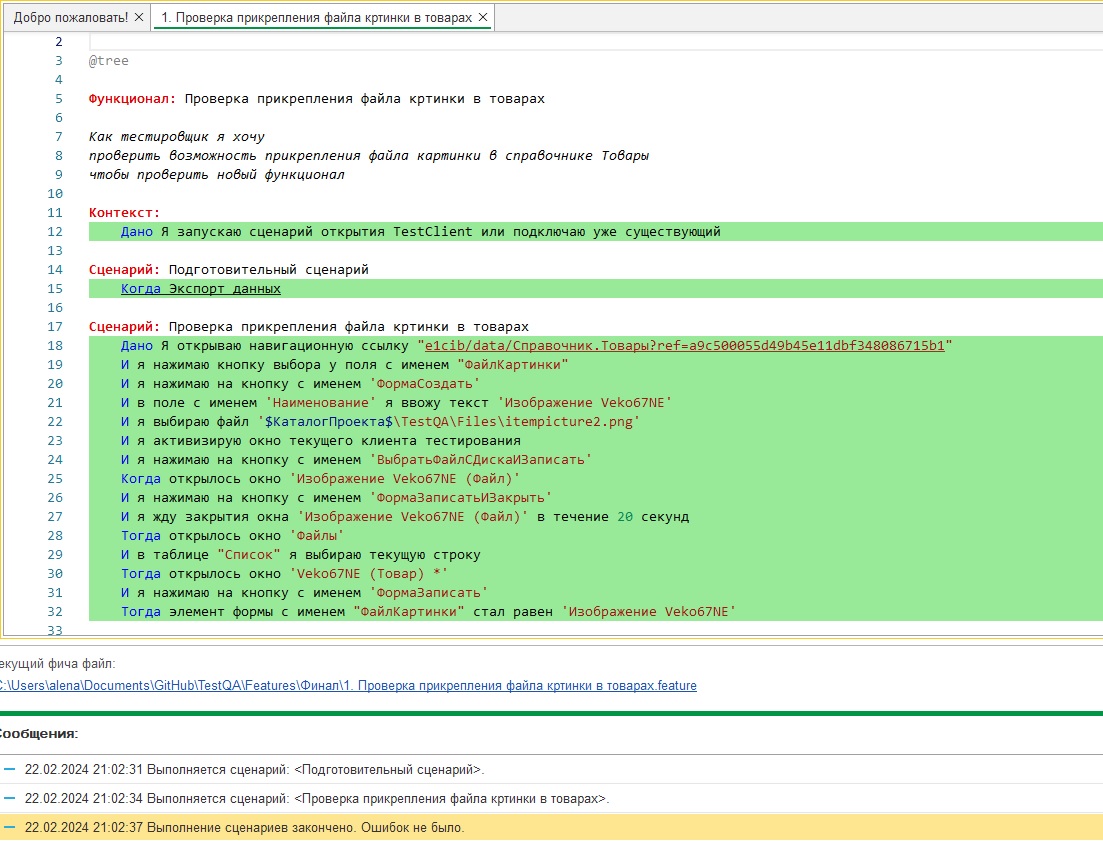 Добро пожаловать! × 1. Проверка прикрепления файла кртинки в товарах ×
2
3 @tree
4
5 Функционал: Проверка прикрепления файла кртинки в товарах
6
7 Как тестировщик я хочу
8 проверить возможность прикрепления файла картинки в справочнике Товары
9 чтобы проверить новый функционал
10
11 Контекст:
12 Дано Я запускаю сценарий открытия TestClient или подключаю уже существующий
13
14 Сценарий: Подготовительный сценарий
15 Когда Экспорт данных
16
17 Сценарий: Проверка прикрепления файла кртинки в товарах
18 Дано Я открываю навигационную ссылку "e1cib/data/Справочник.Товары?ref=a9c500055d49b45e11dbf348086715b1"
19 И я нажимаю кнопку выбора у поля с именем "ФайлКартинки"
20 И я нажимаю на кнопку с именем 'ФормаСоздать'
21 И в поле с именем 'Наименование' я ввожу текст 'Изображение Veko67NE'
22 И я выбираю файл '$КаталогПроекта$\TestQA\Files\itempicture2.png'
23 И я активизирую окно текущего клиента тестирования
24 И я нажимаю на кнопку с именем 'ВыбратьФайлСДискаИЗаписать'
25 Когда открылось окно 'Изображение Veko67NE (Файл)'
26 И я нажимаю на кнопку с именем 'ФормаЗаписатьИЗакрыть'
27 И я жду закрытия окна 'Изображение Veko67NE (Файл)' в течение 20 секунд
28 Тогда открылось окно 'Файлы'
29 И в таблице "Список" я выбираю текущую строку
30 Тогда открылось окно 'Veko67NE (Товар) *'
31 И я нажимаю на кнопку с именем 'ФормаЗаписать'
32 Тогда элемент формы с именем "ФайлКартинки" стал равен 'Изображение Veko67NE'
33
екущий фича файл:
C:\Users\alena\Documents\GitHub\TestQA\Features\Финал\1. Проверка прикрепления файла кртинки в товарах.feature
Сообщения:
22.02.2024 21:02:31 Выполняется сценарий: <Подготовительный сценарий>.
22.02.2024 21:02:34 Выполняется сценарий: <Проверка прикрепления файла кртинки в товарах>.
22.02.2024 21:02:37 Выполнение сценариев закончено. Ошибок не было.